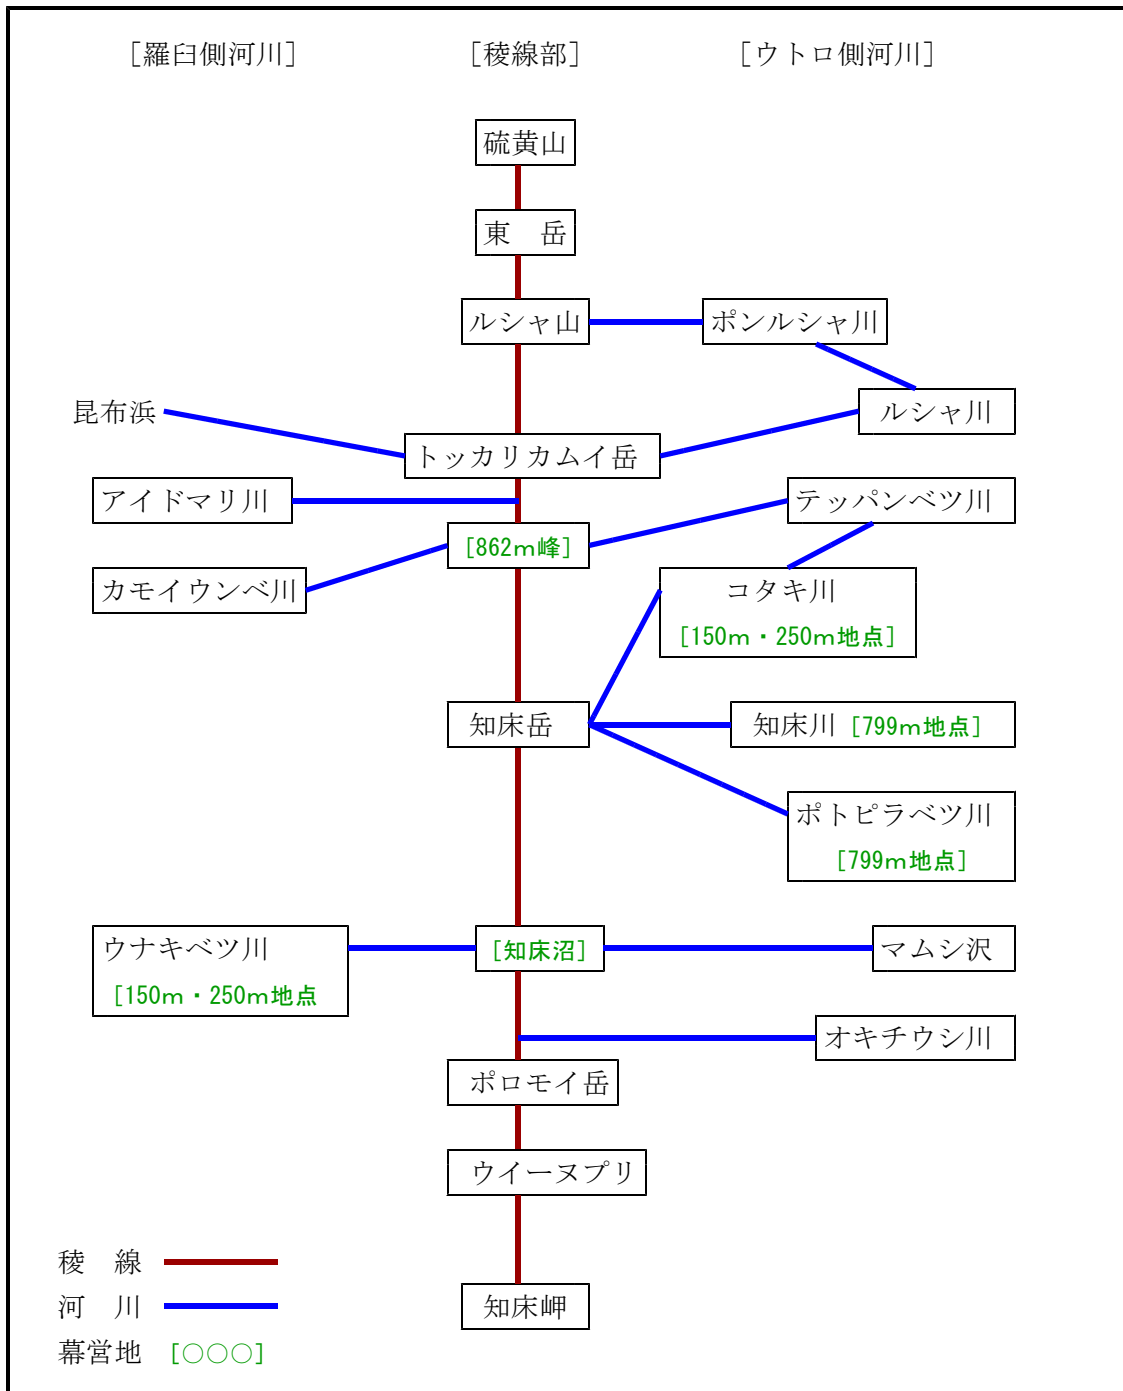 ［羅臼側河川］ ［稜線部］ ［ウトロ側河川］
硫黄山
東　岳
ルシャ山 ポンルシャ川
昆布浜 ルシャ川
トッカリカムイ岳
アイドマリ川 テッパンベツ川
[862ｍ峰]
カモイウンベ川 コタキ川
[150ｍ・250ｍ地点]
知床岳 知床川 [799ｍ地点]
ポトピラベツ川
[799ｍ地点]
ウナキベツ川 [知床沼] マムシ沢
[150ｍ・250ｍ地点
オキチウシ川
ポロモイ岳
ウイーヌプリ
稜　線
河　川 知床岬
幕営地 [○○○]